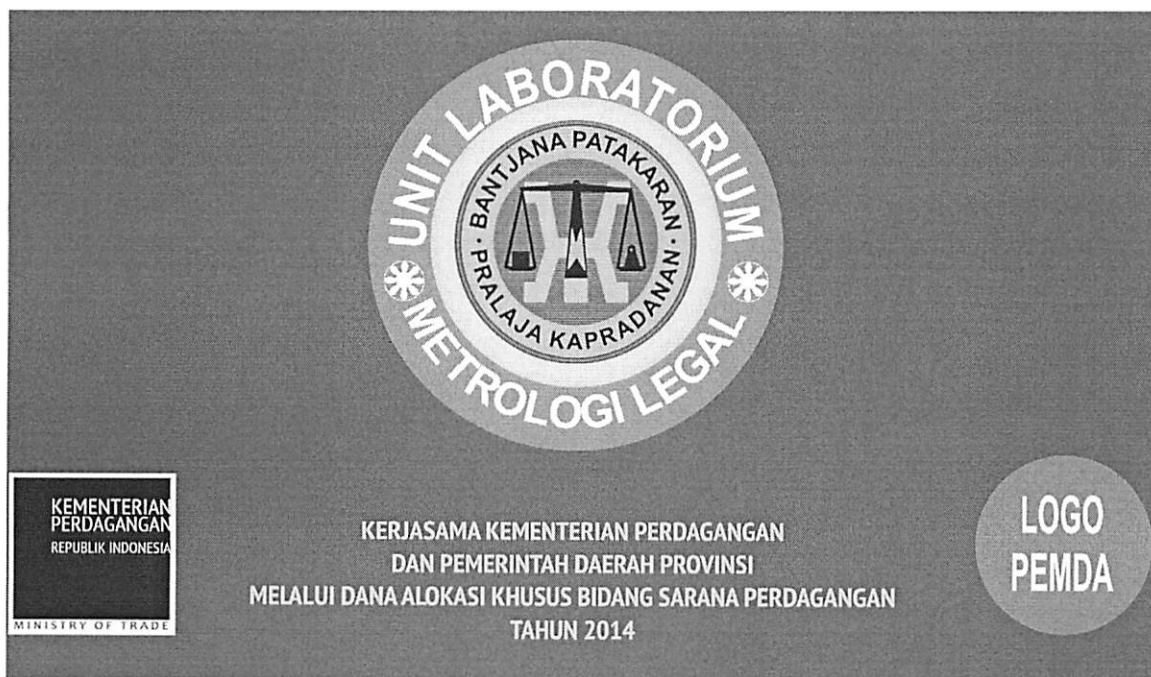 UNIT LABORATORIUM
METROLOGI LEGAL
BANTJANA PATAKARAN
PRALAJA KAPRADANAN
KEMENTERIAN
PERDAGANGAN
REPUBLIK INDONESIA
MINISTRY OF TRADE
KERJASAMA KEMENTERIAN PERDAGANGAN
DAN PEMERINTAH DAERAH PROVINSI
MELALUI DANA ALOKASI KHUSUS BIDANG SARANA PERDAGANGAN
TAHUN 2014
LOGO
PEMDA